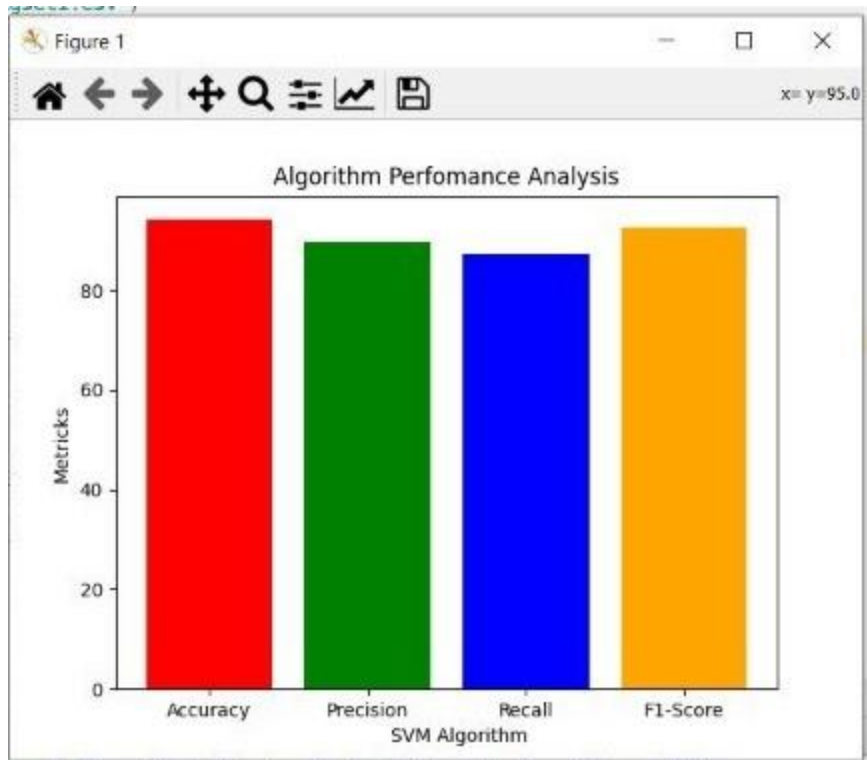 Figure 1
x= y=95.0
Algorithm Perfomance Analysis
80
60
40
20
0
Metricks
Accuracy Precision Recall F1-Score
SVM Algorithm